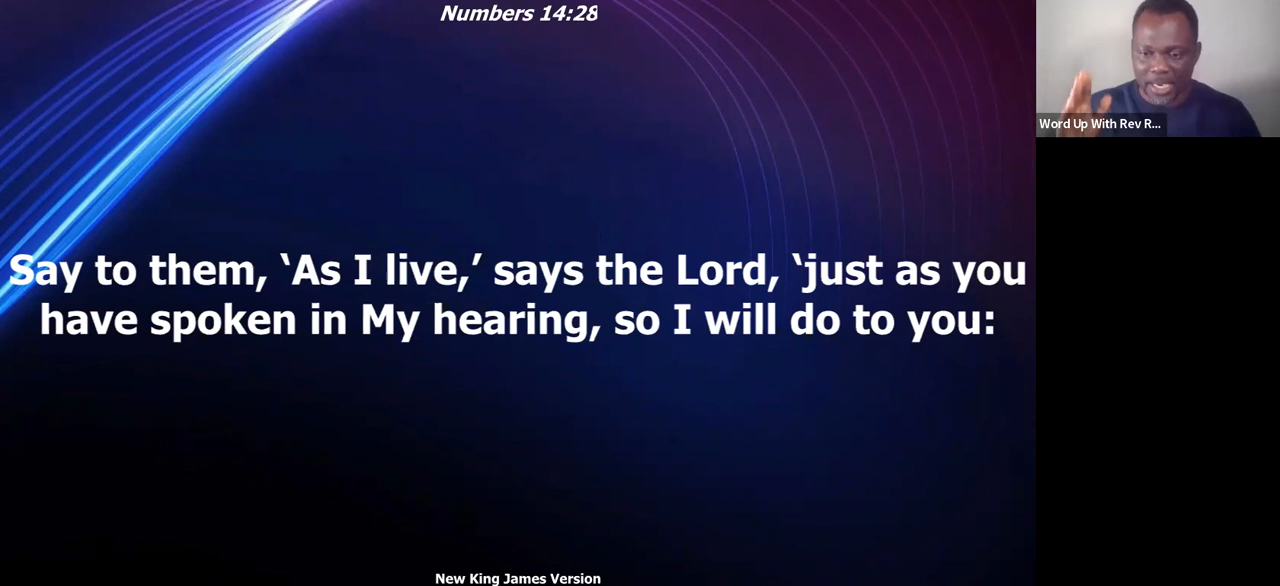 Numbers 14:28
Word Up With Rev R...
Say to them, ‘As I live,’ says the Lord, ‘just as you
have spoken in My hearing, so I will do to you:
New King James Version